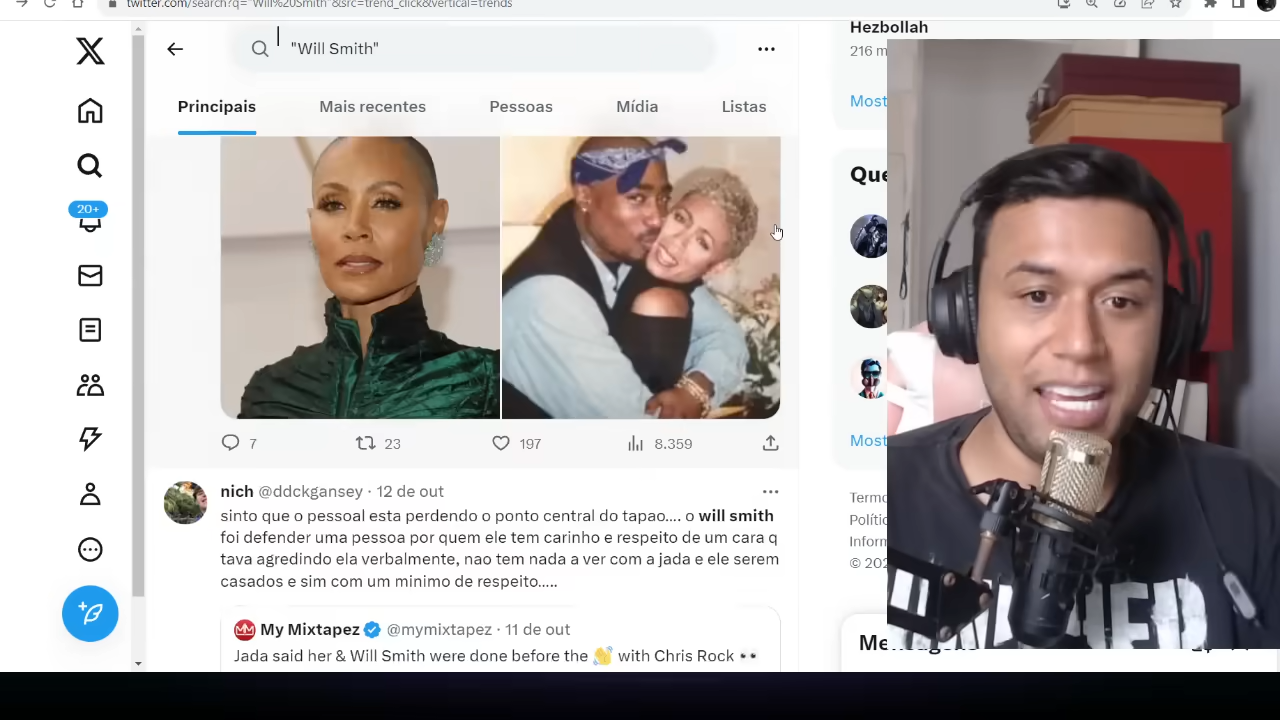 twitter.com/search?q="Will%20Smith"&src=trend_click&vertical=trends
"Will Smith"
Principais
Mais recentes
Pessoas
Mídia
Listas
20+
7
23
197
8.359
nich @ddckgansey · 12 de out
sinto que o pessoal esta perdendo o ponto central do tapao.... o will smith
foi defender uma pessoa por quem ele tem carinho e respeito de um cara q
tava agredindo ela verbalmente, nao tem nada a ver com a jada e ele serem
casados e sim com um minimo de respeito.....
My Mixtapez @mymixtapez · 11 de out
Jada said her & Will Smith were done before the 👋 with Chris Rock 👀
Hezbollah
216 m
Most
Que
Most
Termo
Polític
Inform
© 202